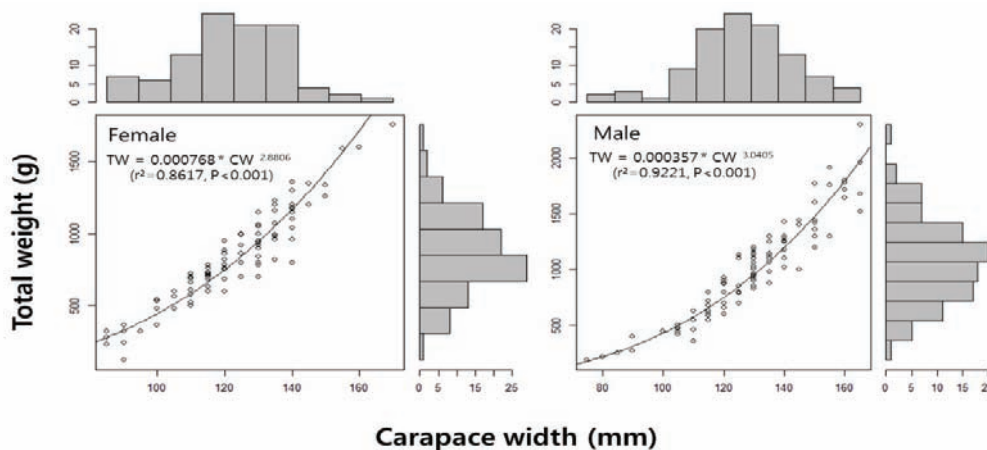 0 5 10 20
0 5 10 20
Female
TW = 0.000768* CW 2.8806
(r²=0.8617, P<0.001)
Male
TW = 0.000357* CW 3.0405
(r²=0.9221, P<0.001)
Total weight (g)
500 1000 1500
500 1000 1500 2000
100 120 140 160
0 5 10 15 20 25
80 100 120 140 160
0 5 10 15 20
Carapace width (mm)